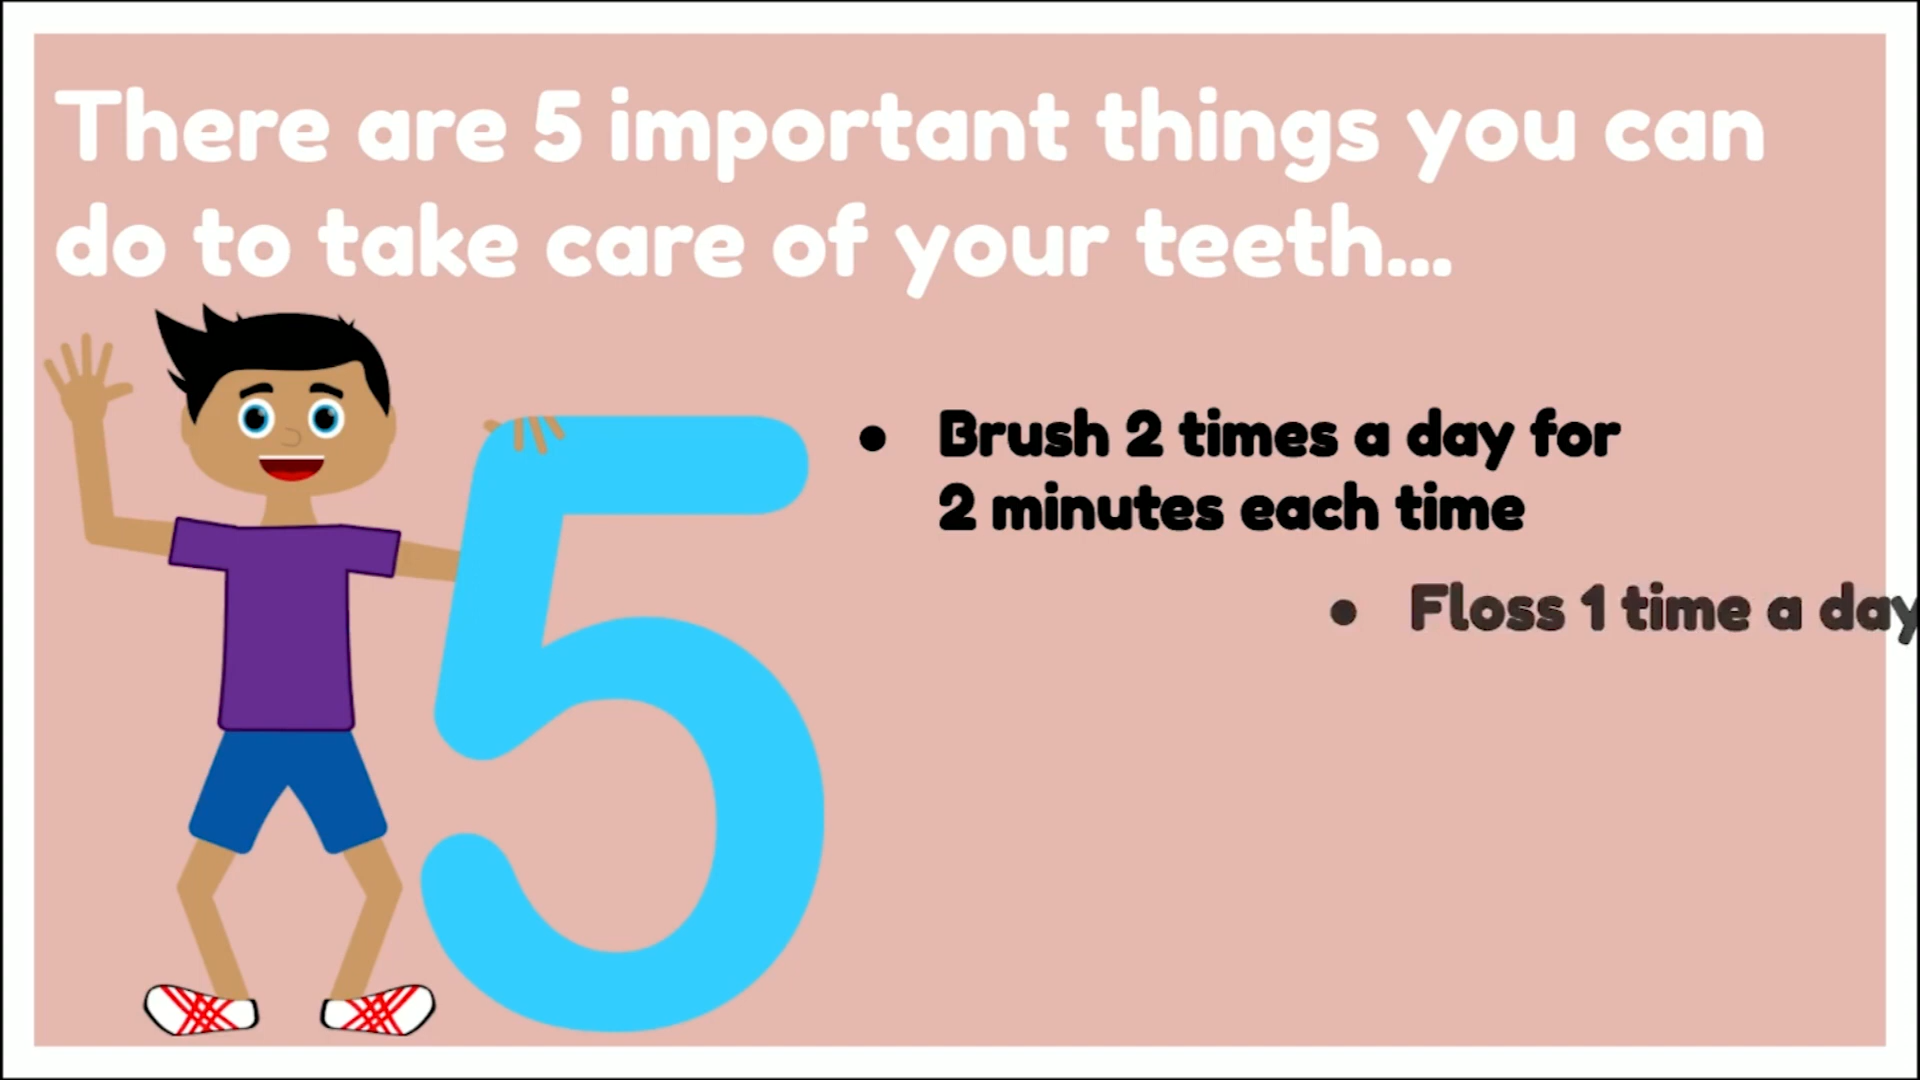 There are 5 important things you can
do to take care of your teeth...
5
• Brush 2 times a day for
2 minutes each time
• Floss 1 time a day